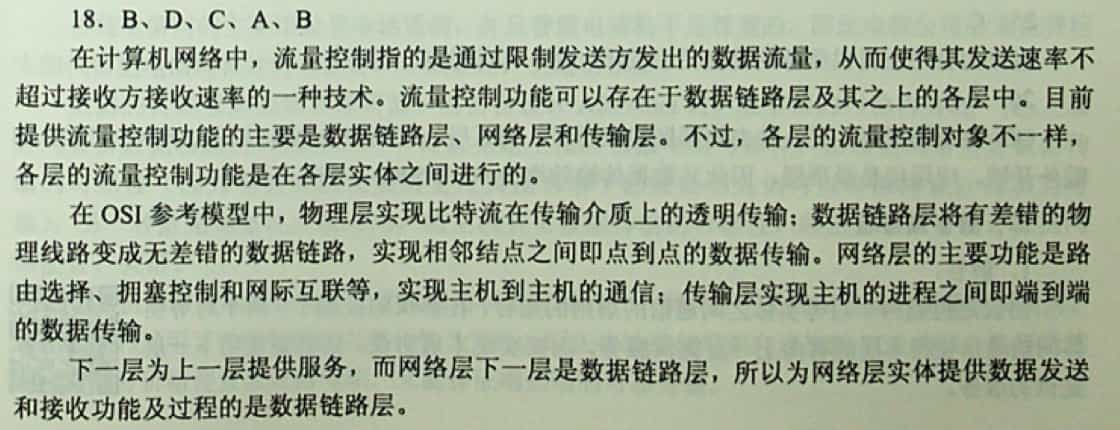 18. B、D、C、A、B
在计算机网络中，流量控制指的是通过限制发送方发出的数据流量，从而使得其发送速率不
超过接收方接收速率的一种技术。流量控制功能可以存在于数据链路层及其之上的各层中。目前
提供流量控制功能的主要是数据链路层、网络层和传输层。不过，各层的流量控制对象不一样，
各层的流量控制功能是在各层实体之间进行的。
在 OSI 参考模型中，物理层实现比特流在传输介质上的透明传输；数据链路层将有差错的物
理线路变成无差错的数据链路，实现相邻结点之间即点到点的数据传输。网络层的主要功能是路
由选择、拥塞控制和网际互联等，实现主机到主机的通信；传输层实现主机的进程之间即端到端
的数据传输。
下一层为上一层提供服务，而网络层下一层是数据链路层，所以为网络层实体提供数据发送
和接收功能及过程的是数据链路层。